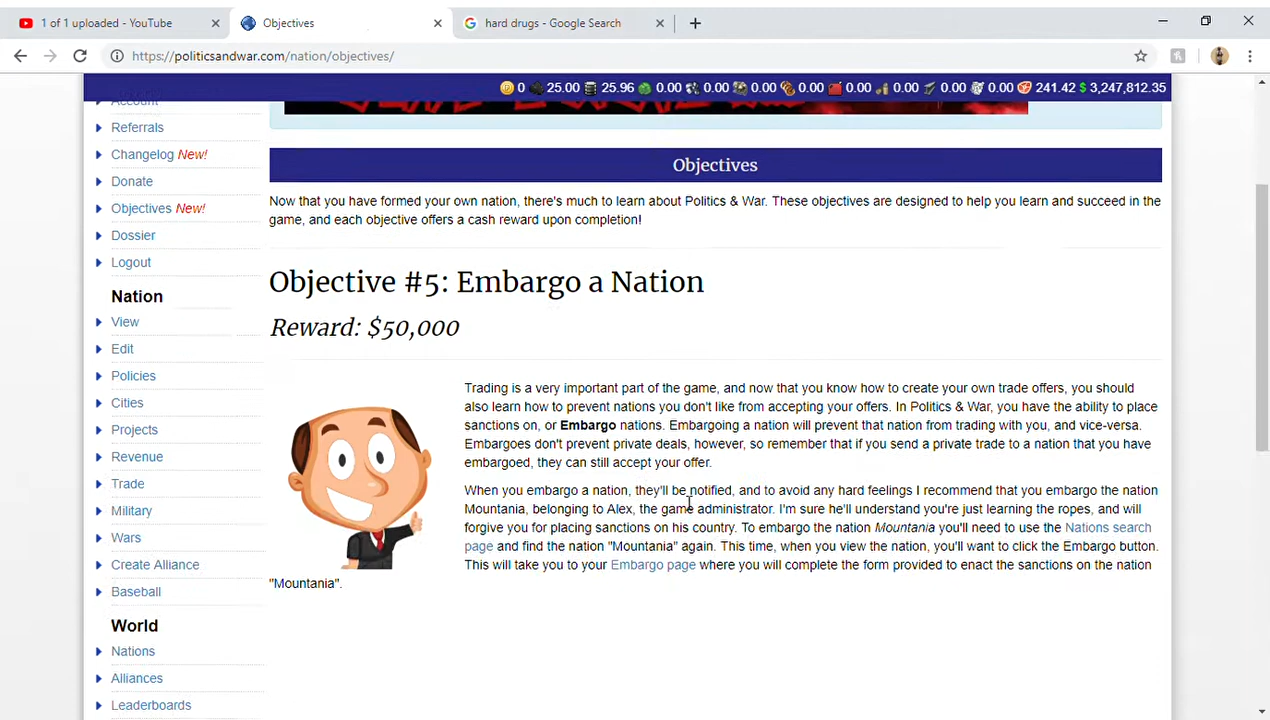 1 of 1 uploaded - YouTube
Objectives
hard drugs - Google Search
https://politicsandwar.com/nation/objectives/
0 25.00 25.96 0.00 0.00 0.00 0.00 0.00 0.00 0.00 0.00 241.42 $ 3,247,812.35
Account
Referrals
Changelog New!
Donate
Objectives New!
Dossier
Logout
Nation
View
Edit
Policies
Cities
Projects
Revenue
Trade
Military
Wars
Create Alliance
Baseball
World
Nations
Alliances
Leaderboards
Objectives
Now that you have formed your own nation, there's much to learn about Politics & War. These objectives are designed to help you learn and succeed in the
game, and each objective offers a cash reward upon completion!
Objective #5: Embargo a Nation
Reward: $50,000
Trading is a very important part of the game, and now that you know how to create your own trade offers, you should
also learn how to prevent nations you don't like from accepting your offers. In Politics & War, you have the ability to place
sanctions on, or Embargo nations. Embargoing a nation will prevent that nation from trading with you, and vice-versa.
Embargoes don't prevent private deals, however, so remember that if you send a private trade to a nation that you have
embargoed, they can still accept your offer.
When you embargo a nation, they'll be notified, and to avoid any hard feelings I recommend that you embargo the nation
Mountania, belonging to Alex, the game administrator. I'm sure he'll understand you're just learning the ropes, and will
forgive you for placing sanctions on his country. To embargo the nation Mountania you'll need to use the Nations search
page and find the nation "Mountania" again. This time, when you view the nation, you'll want to click the Embargo button.
This will take you to your Embargo page where you will complete the form provided to enact the sanctions on the nation
"Mountania".